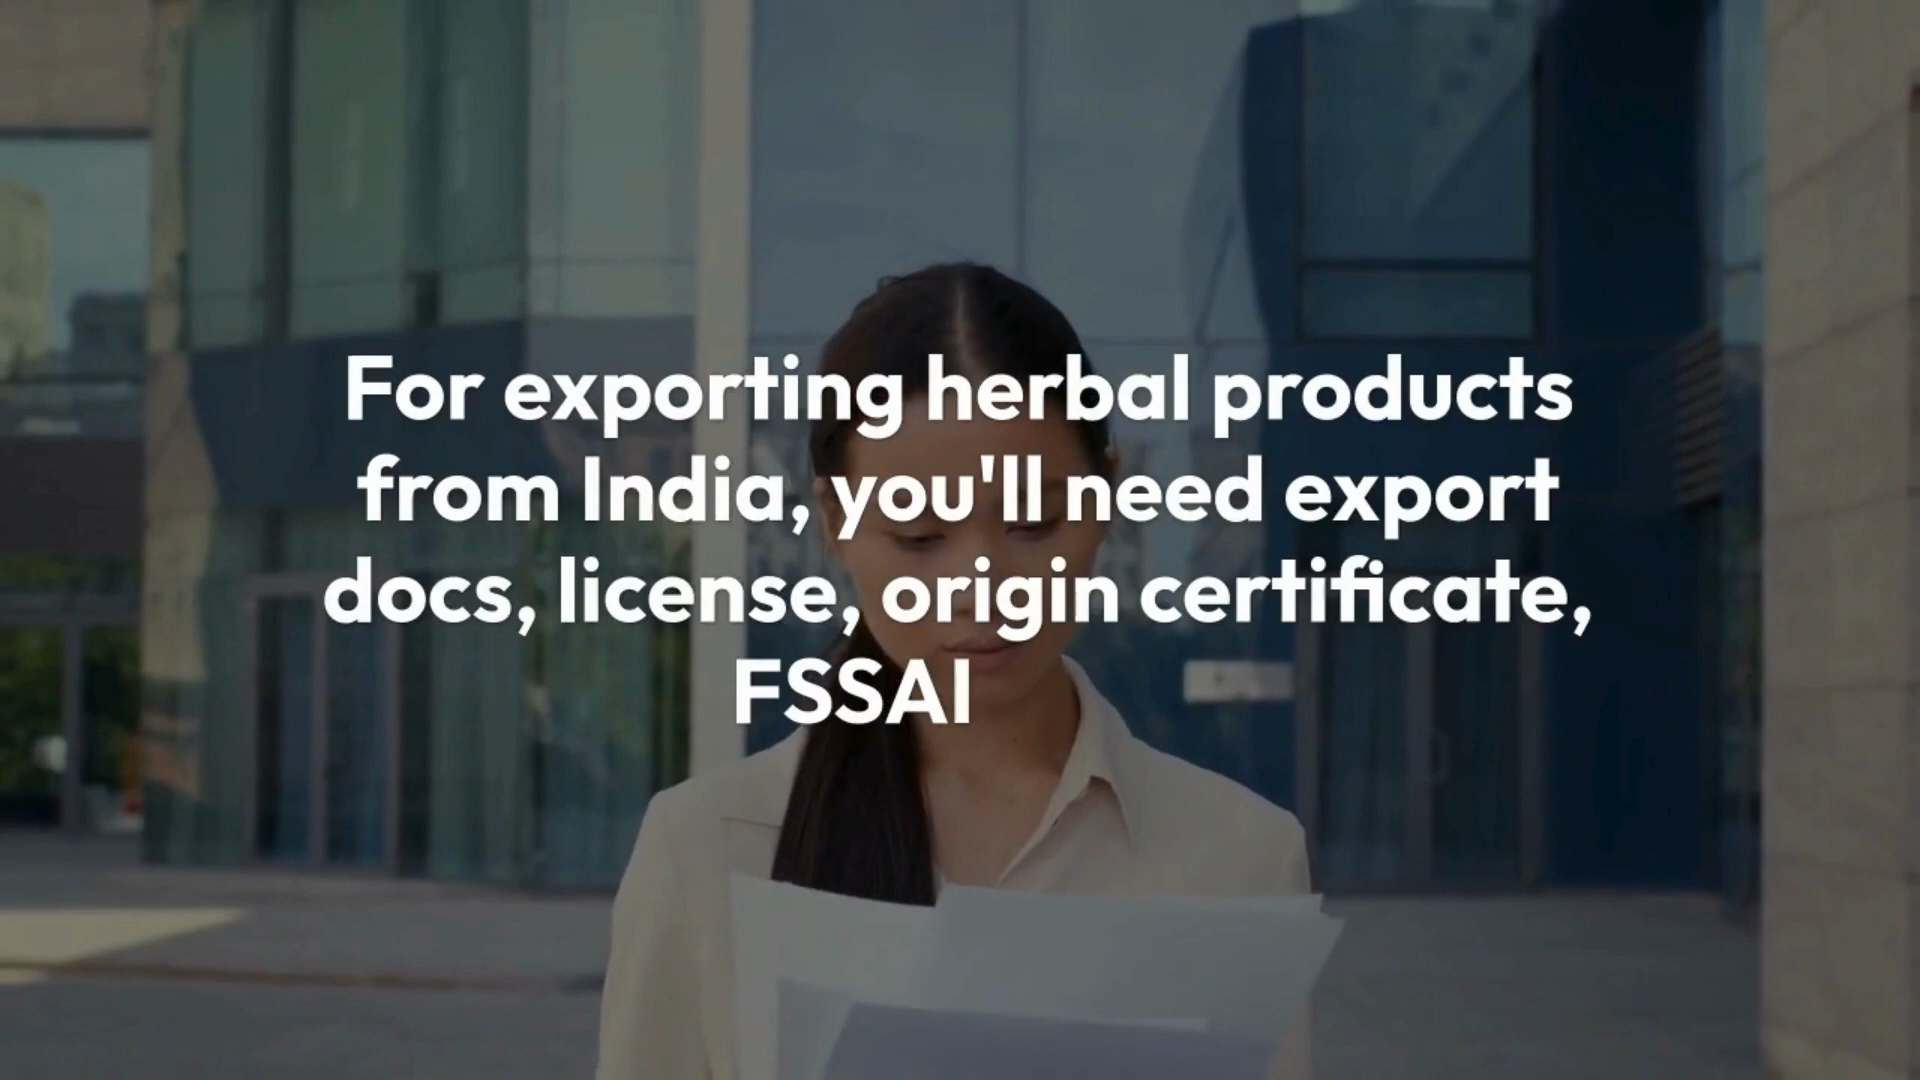 For exporting herbal products
from India, you'll need export
docs, license, origin certificate,
FSSAI